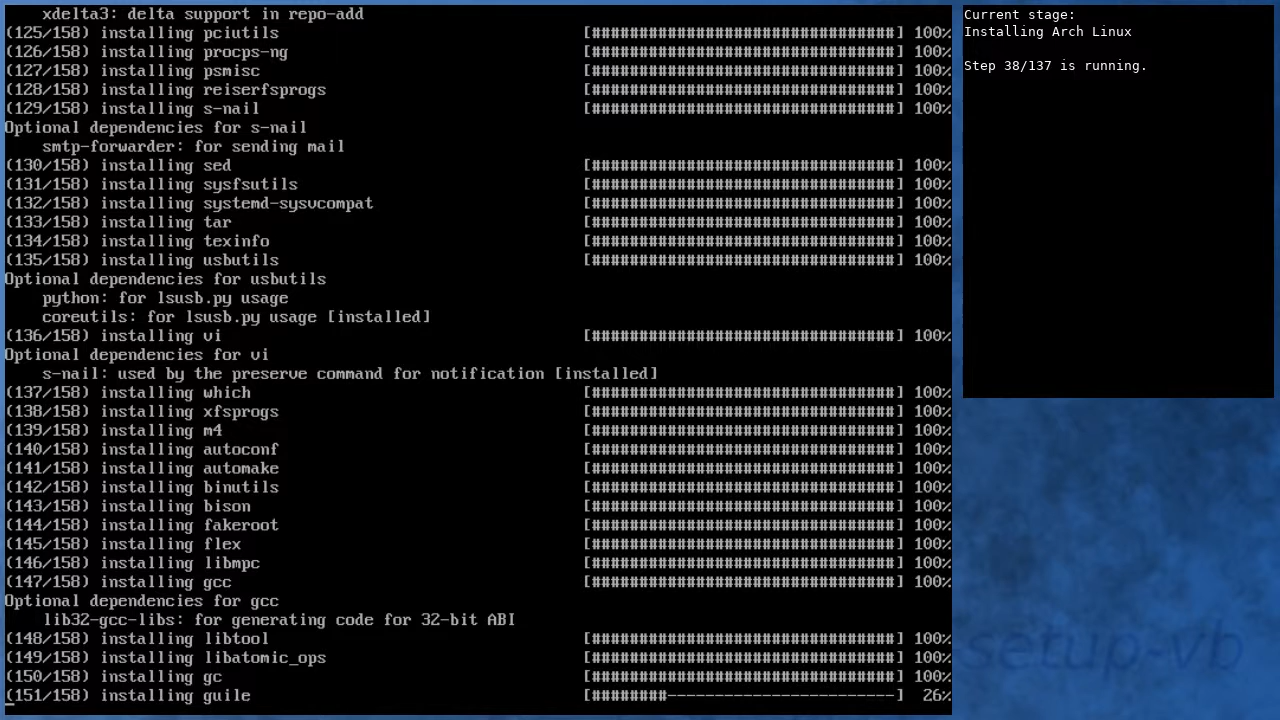 xdelta3: delta support in repo-add
(125/158) installing pciutils [################################] 100%
(126/158) installing procps-ng [################################] 100%
(127/158) installing psmisc [################################] 100%
(128/158) installing reiserfsprogs [################################] 100%
(129/158) installing s-nail [################################] 100%
Optional dependencies for s-nail
    smtp-forwarder: for sending mail
(130/158) installing sed [################################] 100%
(131/158) installing sysfsutils [################################] 100%
(132/158) installing systemd-sysvcompat [################################] 100%
(133/158) installing tar [################################] 100%
(134/158) installing texinfo [################################] 100%
(135/158) installing usbutils [################################] 100%
Optional dependencies for usbutils
    python: for lsusb.py usage
    coreutils: for lsusb.py usage [installed]
(136/158) installing vi [################################] 100%
Optional dependencies for vi
    s-nail: used by the preserve command for notification [installed]
(137/158) installing which [################################] 100%
(138/158) installing xfsprogs [################################] 100%
(139/158) installing m4 [################################] 100%
(140/158) installing autoconf [################################] 100%
(141/158) installing automake [################################] 100%
(142/158) installing binutils [################################] 100%
(143/158) installing bison [################################] 100%
(144/158) installing fakeroot [################################] 100%
(145/158) installing flex [################################] 100%
(146/158) installing libmpc [################################] 100%
(147/158) installing gcc [################################] 100%
Optional dependencies for gcc
    lib32-gcc-libs: for generating code for 32-bit ABI
(148/158) installing libtool [################################] 100%
(149/158) installing libatomic_ops [################################] 100%
(150/158) installing gc [################################] 100%
(151/158) installing guile [########------------------------] 26%
Current stage:
Installing Arch Linux
Step 38/137 is running.
setup-vb